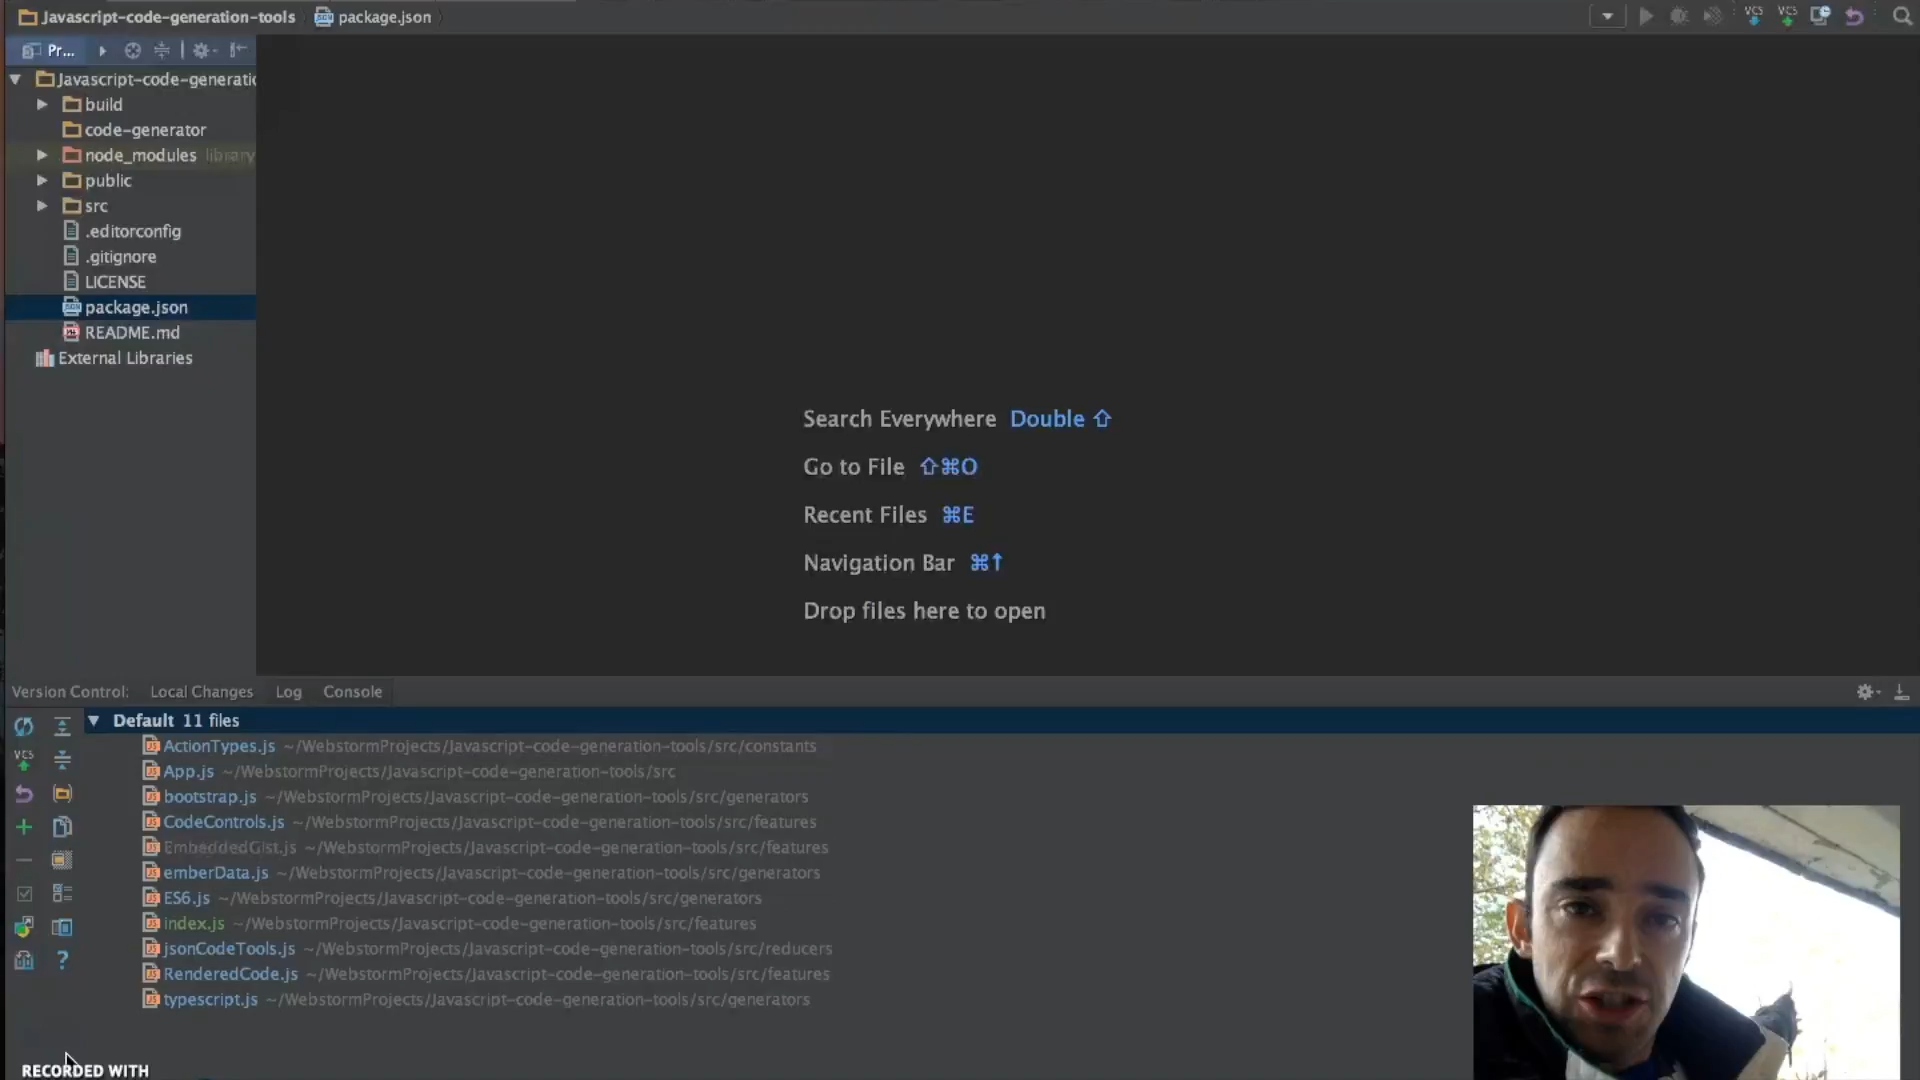 Javascript-code-generation-tools package.json
VCS VCS
Pr...
Javascript-code-generatio
build
code-generator
node_modules library
public
src
.editorconfig
.gitignore
LICENSE
package.json
README.md
External Libraries
Search Everywhere Double ⇧
Go to File ⇧⌘O
Recent Files ⌘E
Navigation Bar ⌘↑
Drop files here to open
Version Control: Local Changes Log Console
Default 11 files
ActionTypes.js ~/WebstormProjects/Javascript-code-generation-tools/src/constants
VCS
App.js ~/WebstormProjects/Javascript-code-generation-tools/src
bootstrap.js ~/WebstormProjects/Javascript-code-generation-tools/src/generators
CodeControls.js ~/WebstormProjects/Javascript-code-generation-tools/src/features
EmbeddedGist.js ~/WebstormProjects/Javascript-code-generation-tools/src/features
emberData.js ~/WebstormProjects/Javascript-code-generation-tools/src/generators
ES6.js ~/WebstormProjects/Javascript-code-generation-tools/src/generators
index.js ~/WebstormProjects/Javascript-code-generation-tools/src/features
jsonCodeTools.js ~/WebstormProjects/Javascript-code-generation-tools/src/reducers
RenderedCode.js ~/WebstormProjects/Javascript-code-generation-tools/src/features
typescript.js ~/WebstormProjects/Javascript-code-generation-tools/src/generators
RECORDED WITH